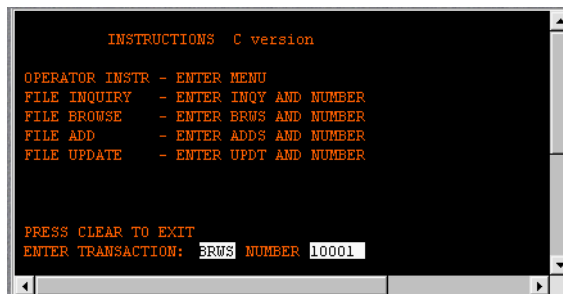 INSTRUCTIONS C version
OPERATOR INSTR - ENTER MENU
FILE INQUIRY - ENTER INQY AND NUMBER
FILE BROWSE - ENTER BRWS AND NUMBER
FILE ADD - ENTER ADDS AND NUMBER
FILE UPDATE - ENTER UPDT AND NUMBER
PRESS CLEAR TO EXIT
ENTER TRANSACTION: BRWS NUMBER 10001